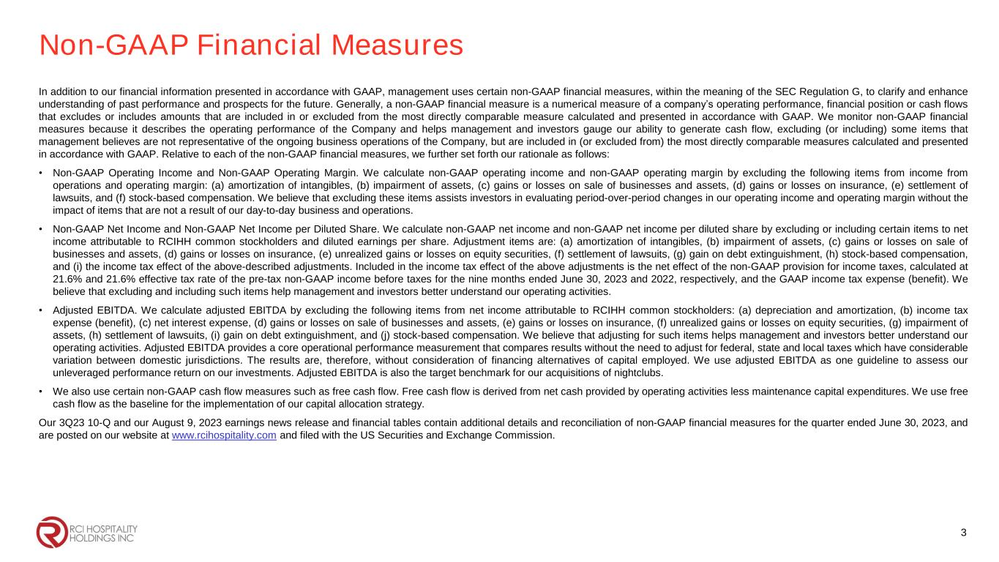 Non-GAAP Financial Measures
In addition to our financial information presented in accordance with GAAP, management uses certain non-GAAP financial measures, within the meaning of the SEC Regulation G, to clarify and enhance
understanding of past performance and prospects for the future. Generally, a non-GAAP financial measure is a numerical measure of a company's operating performance, financial position or cash flows
that excludes or includes amounts that are included in or excluded from the most directly comparable measure calculated and presented in accordance with GAAP. We monitor non-GAAP financial
measures because it describes the operating performance of the Company and helps management and investors gauge our ability to generate cash flow, excluding (or including) some items that
management believes are not representative of the ongoing business operations of the Company, but are included in (or excluded from) the most directly comparable measures calculated and presented
in accordance with GAAP. Relative to each of the non-GAAP financial measures, we further set forth our rationale as follows:
• Non-GAAP Operating Income and Non-GAAP Operating Margin. We calculate non-GAAP operating income and non-GAAP operating margin by excluding the following items from income from
operations and operating margin: (a) amortization of intangibles, (b) impairment of assets, (c) gains or losses on sale of businesses and assets, (d) gains or losses on insurance, (e) settlement of
lawsuits, and (f) stock-based compensation. We believe that excluding these items assists investors in evaluating period-over-period changes in our operating income and operating margin without the
impact of items that are not a result of our day-to-day business and operations.
• Non-GAAP Net Income and Non-GAAP Net Income per Diluted Share. We calculate non-GAAP net income and non-GAAP net income per diluted share by excluding or including certain items to net
income attributable to RCIHH common stockholders and diluted earnings per share. Adjustment items are: (a) amortization of intangibles, (b) impairment of assets, (c) gains or losses on sale of
businesses and assets, (d) gains or losses on insurance, (e) unrealized gains or losses on equity securities, (f) settlement of lawsuits, (g) gain on debt extinguishment, (h) stock-based compensation,
and (i) the income tax effect of the above-described adjustments. Included in the income tax effect of the above adjustments is the net effect of the non-GAAP provision for income taxes, calculated at
21.6% and 21.6% effective tax rate of the pre-tax non-GAAP income before taxes for the nine months ended June 30, 2023 and 2022, respectively, and the GAAP income tax expense (benefit). We
believe that excluding and including such items help management and investors better understand our operating activities.
• Adjusted EBITDA. We calculate adjusted EBITDA by excluding the following items from net income attributable to RCIHH common stockholders: (a) depreciation and amortization, (b) income tax
expense (benefit), (c) net interest expense, (d) gains or losses on sale of businesses and assets, (e) gains or losses on insurance, (f) unrealized gains or losses on equity securities, (g) impairment of
assets, (h) settlement of lawsuits, (i) gain on debt extinguishment, and (j) stock-based compensation. We believe that adjusting for such items helps management and investors better understand our
operating activities. Adjusted EBITDA provides a core operational performance measurement that compares results without the need to adjust for federal, state and local taxes which have considerable
variation between domestic jurisdictions. The results are, therefore, without consideration of financing alternatives of capital employed. We use adjusted EBITDA as one guideline to assess our
unleveraged performance return on our investments. Adjusted EBITDA is also the target benchmark for our acquisitions of nightclubs.
• We also use certain non-GAAP cash flow measures such as free cash flow. Free cash flow is derived from net cash provided by operating activities less maintenance capital expenditures. We use free
cash flow as the baseline for the implementation of our capital allocation strategy.
Our 3Q23 10-Q and our August 9, 2023 earnings news release and financial tables contain additional details and reconciliation of non-GAAP financial measures for the quarter ended June 30, 2023, and
are posted on our website at www.rcihospitality.com and filed with the US Securities and Exchange Commission.
RCI HOSPITALITY
HOLDINGS INC
3